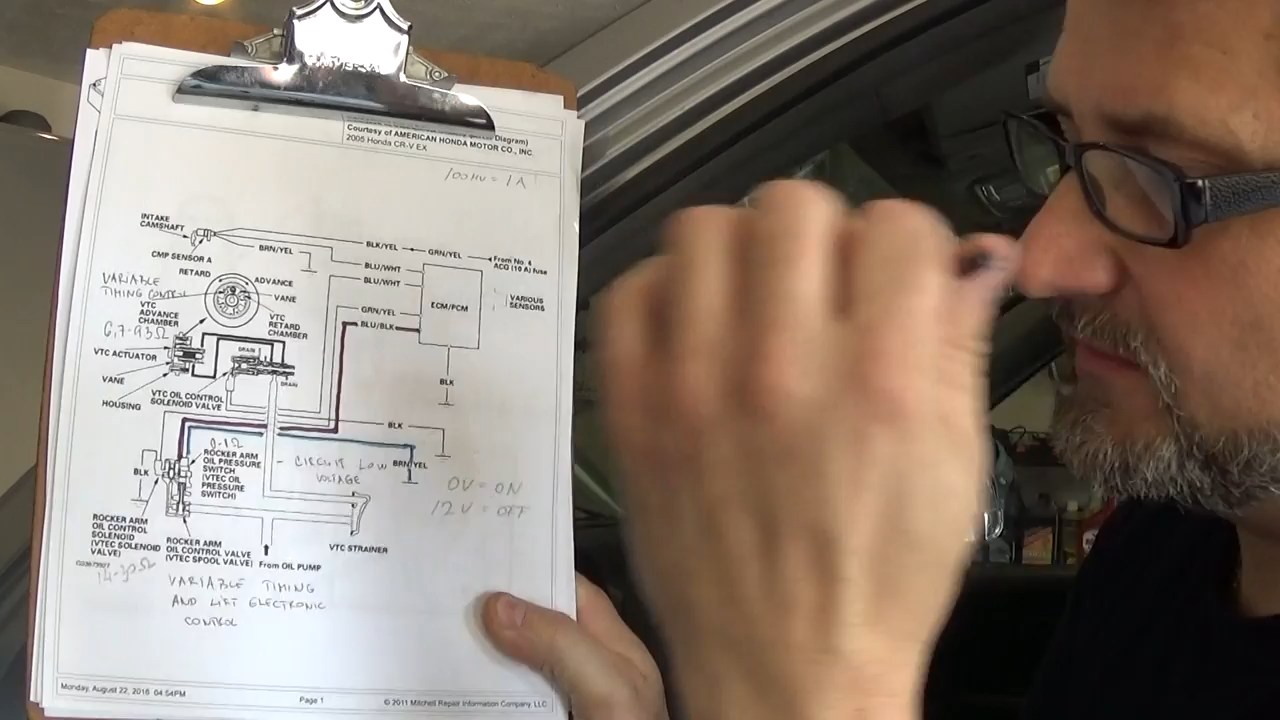 UNIVERSAL
Diagram)
Courtesy of AMERICAN HONDA MOTOR CO., INC.
2005 Honda CR-V EX
100mV = 1A
INTAKE
CAMSHAFT
BLK/YEL
GRN/YEL
From No. 6
ACG (10 A) fuse
BRN/YEL
CMP SENSOR A
BLU/WHT
BLU/WHT
RETARD
ADVANCE
VARIABLE
TIMING CONTROL
VANE
ECM/PCM
VARIOUS
SENSORS
VTC
ADVANCE
CHAMBER
VTC
RETARD
CHAMBER
GRN/YEL
BLU/BLK
VTC ACTUATOR
DRAIN
DRAIN
VANE
HOUSING
VTC OIL CONTROL
SOLENOID VALVE
BLK
BLK
0-1Ω
ROCKER ARM
OIL PRESSURE
SWITCH
(VTEC OIL
PRESSURE
SWITCH)
- CIRCUIT LOW
VOLTAGE
BRN/YEL
BLK
0V = ON
12V = OFF
ROCKER ARM
OIL CONTROL
SOLENOID
(VTEC SOLENOID
VALVE)
ROCKER ARM
OIL CONTROL VALVE
(VTEC SPOOL VALVE)
From OIL PUMP
VTC STRAINER
14-30Ω
VARIABLE TIMING
AND LIFT ELECTRONIC
CONTROL
Monday, August 22, 2016 04:54PM
Page 1
© 2011 Mitchell Repair Information Company, LLC